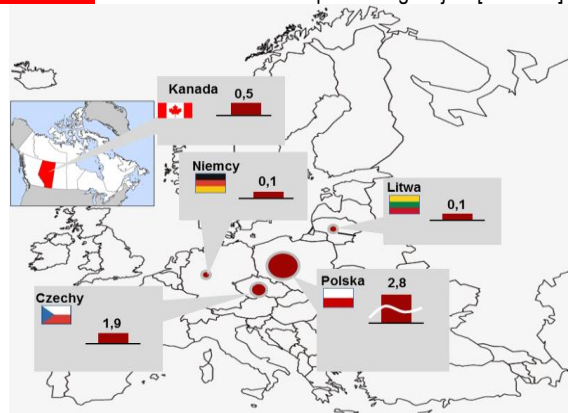 Kanada
0,5
Niemcy
0,1
Litwa
0,1
Czechy
1,9
Polska
2,8